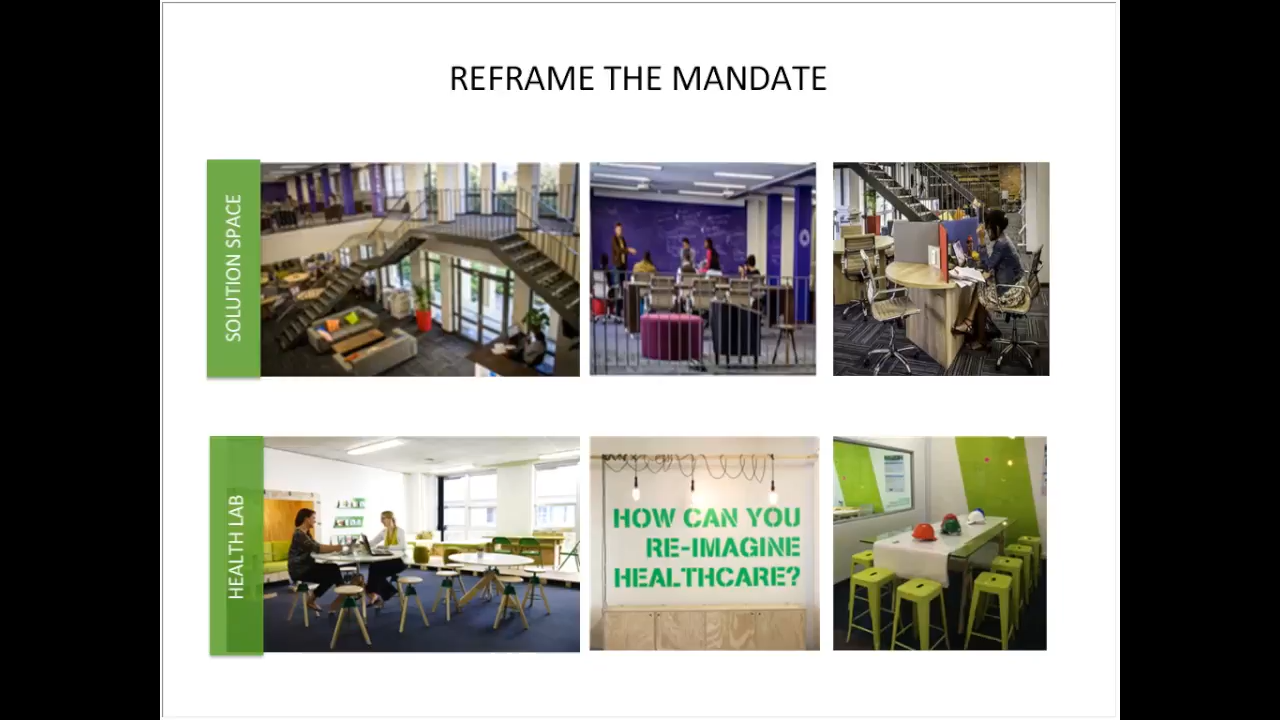 REFRAME THE MANDATE
SOLUTION SPACE
HEALTH LAB
HOW CAN YOU
RE-IMAGINE
HEALTHCARE?